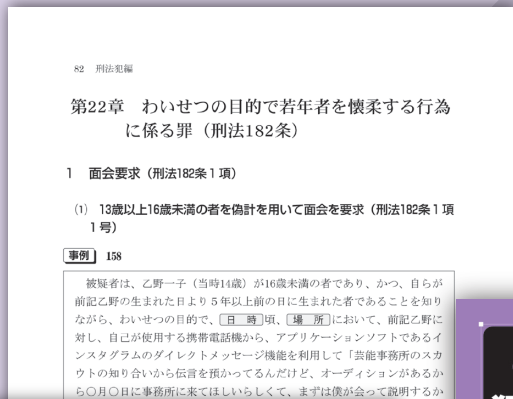 82 刑法犯編
第22章 わいせつの目的で若年者を懐柔する行為
に係る罪（刑法182条）
1 面会要求（刑法182条1項）
⑴ 13歳以上16歳未満の者を偽計を用いて面会を要求（刑法182条1項
1号）
事例 158
被疑者は、乙野一子（当時14歳）が16歳未満の者であり、かつ、自らが
前記乙野の生まれた日より5年以上前の日に生まれた者であることを知り
ながら、わいせつの目的で、日時頃、場所において、前記乙野に
対し、自己が使用する携帯電話機から、アプリケーションソフトであるイ
ンスタグラムのダイレクトメッセージ機能を利用して「芸能事務所のスカ
ウトの知り合いから伝言を預かってるんだけど、オーディションがあるか
ら〇月〇日に事務所に来てほしいらしくて、まずは僕が会って説明するか